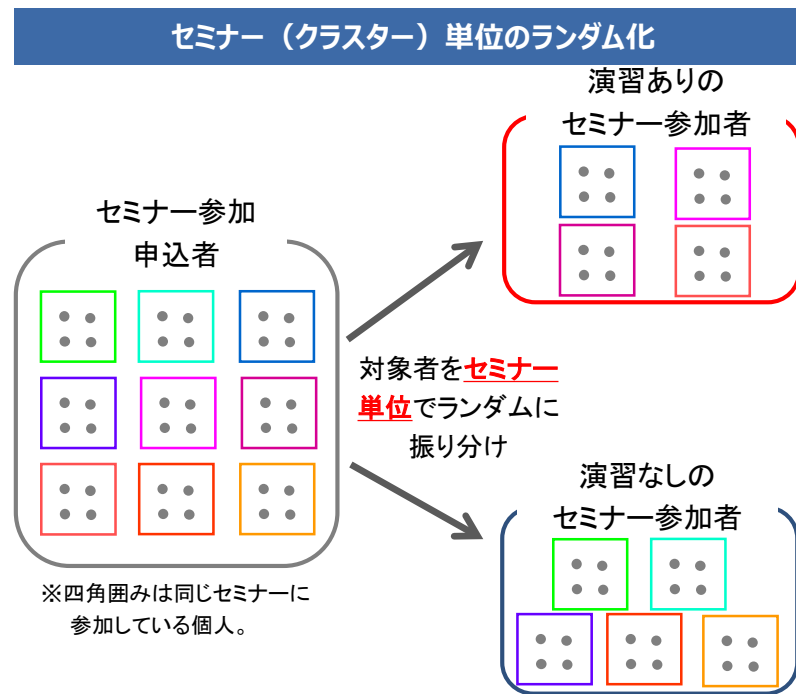 セミナー（クラスター）単位のランダム化
演習ありの
セミナー参加者
セミナー参加
申込者
対象者をセミナー
単位でランダムに
振り分け
演習なしの
セミナー参加者
※四角囲みは同じセミナーに
参加している個人。